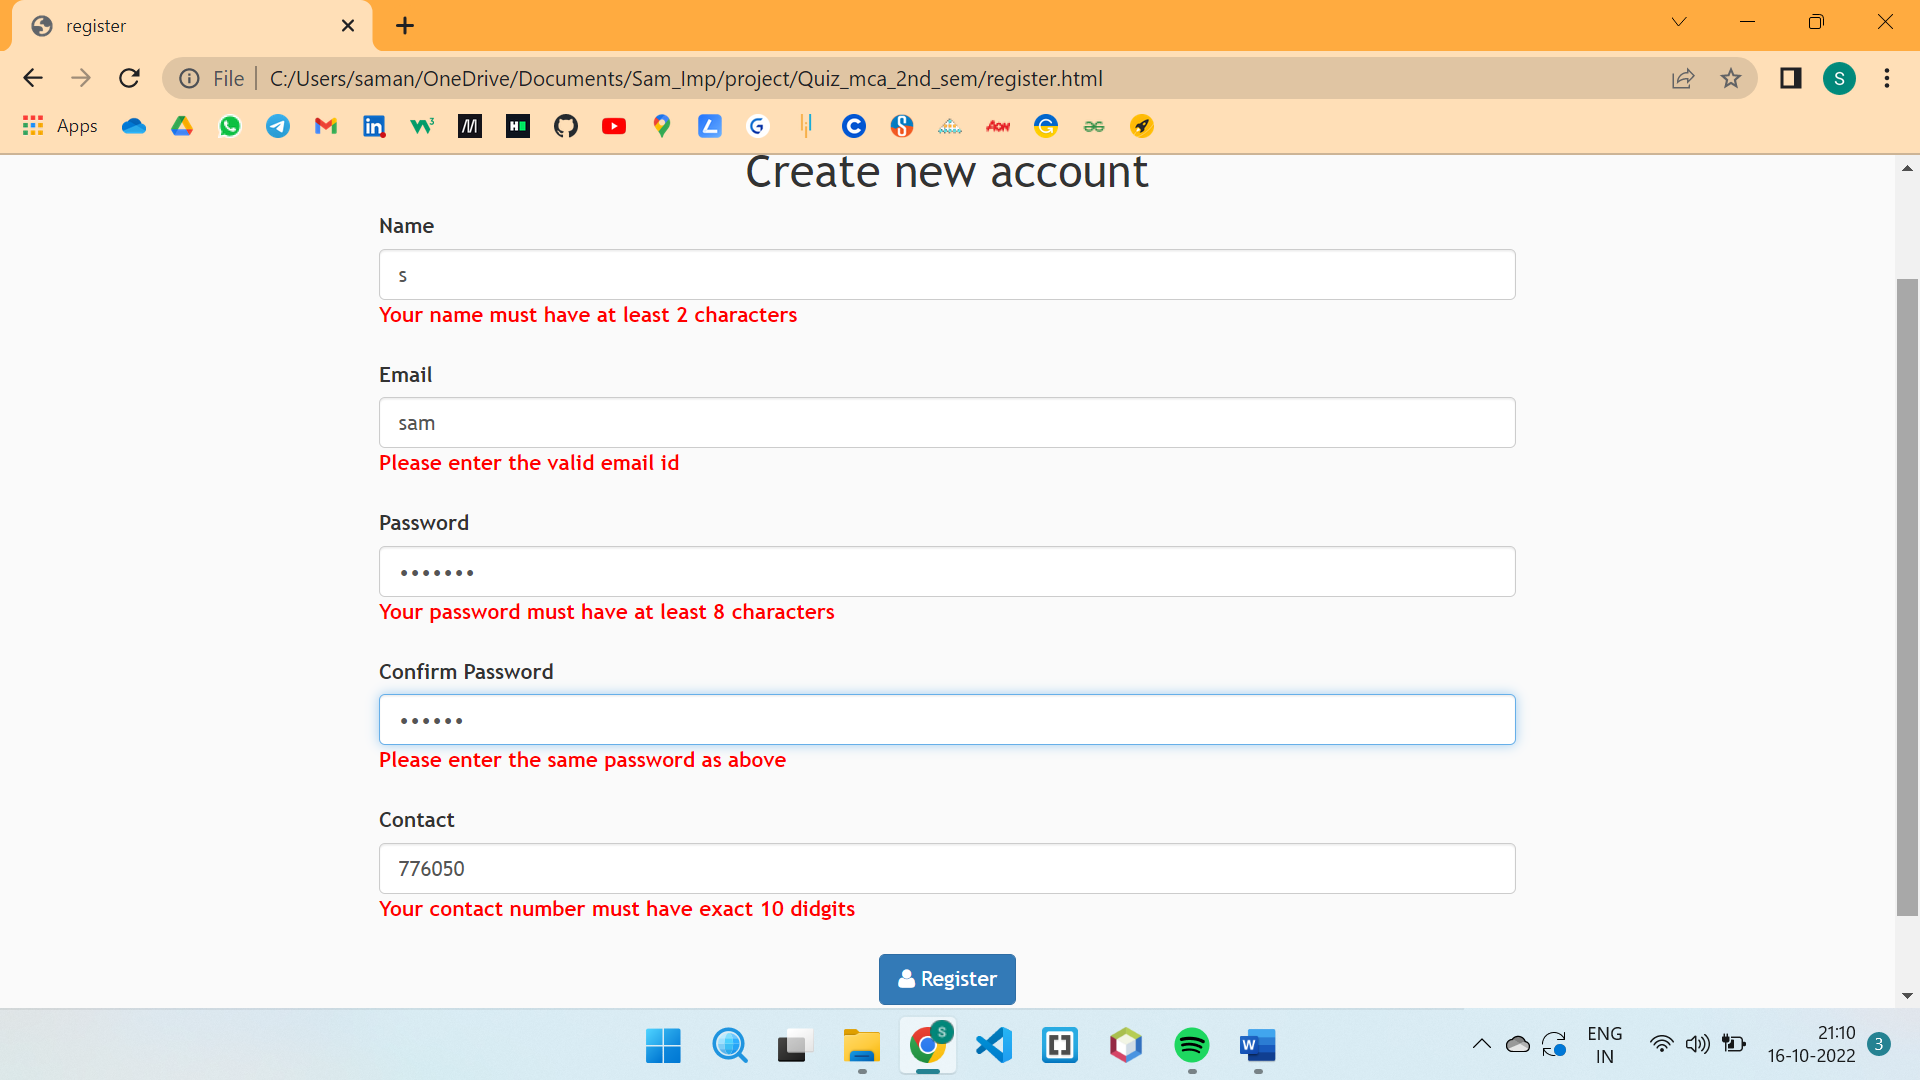 register
File C:/Users/saman/OneDrive/Documents/Sam_Imp/project/Quiz_mca_2nd_sem/register.html
S
Apps
Create new account
Name
s
Your name must have at least 2 characters
Email
sam
Please enter the valid email id
Password
•••••••
Your password must have at least 8 characters
Confirm Password
••••••
Please enter the same password as above
Contact
776050
Your contact number must have exact 10 didgits
Register
ENG
IN
21:10
16-10-2022
3